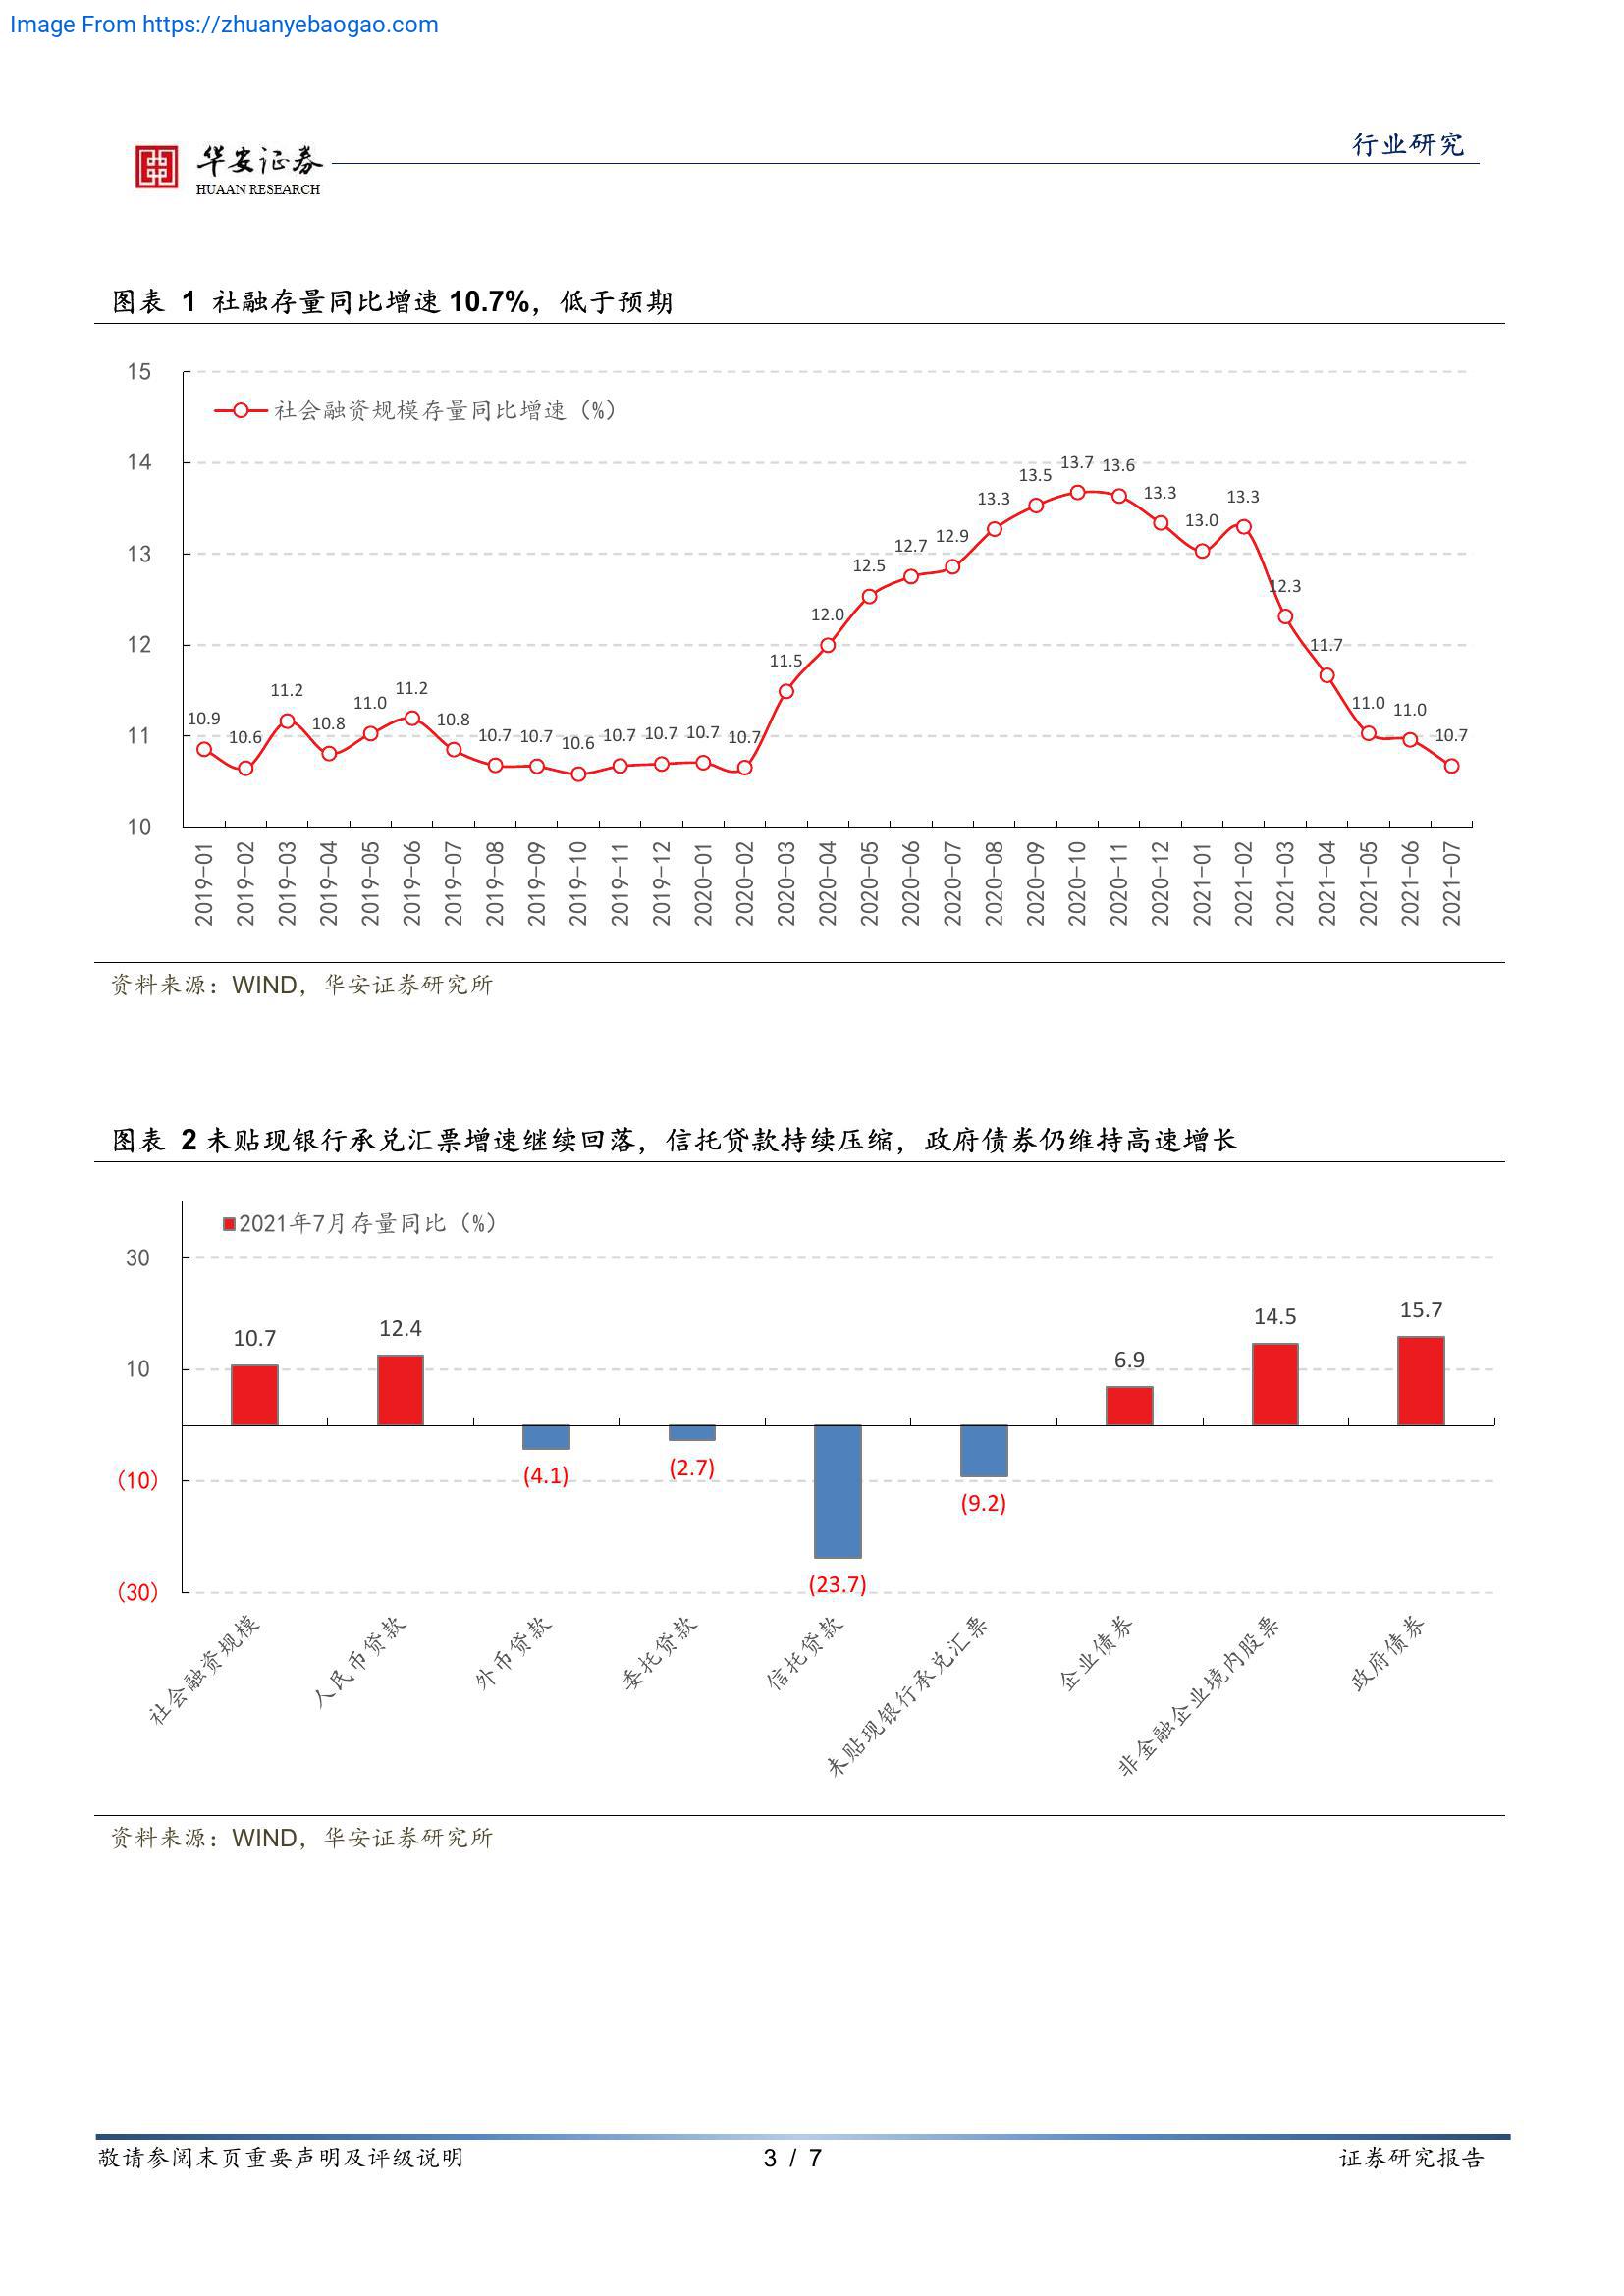 Image From https://zhuanyebaogao.com
华安证券
HUAAN RESEARCH
行业研究
图表 1 社融存量同比增速 10.7%，低于预期
社会融资规模存量同比增速（%）
15
14
13
12
11
10
10.9 10.6 11.2 10.8 11.0 11.2 10.8 10.7 10.7 10.6 10.7 10.7 10.7 10.7 11.5 12.0 12.5 12.7 12.9 13.3 13.5 13.7 13.6 13.3 13.0 13.3 12.3 11.7 11.0 11.0 10.7
2019-01 2019-02 2019-03 2019-04 2019-05 2019-06 2019-07 2019-08 2019-09 2019-10 2019-11 2019-12 2020-01 2020-02 2020-03 2020-04 2020-05 2020-06 2020-07 2020-08 2020-09 2020-10 2020-11 2020-12 2021-01 2021-02 2021-03 2021-04 2021-05 2021-06 2021-07
资料来源：WIND，华安证券研究所
图表 2 未贴现银行承兑汇票增速继续回落，信托贷款持续压缩，政府债券仍维持高速增长
2021年7月存量同比（%）
30
10
(10)
(30)
10.7 12.4 (4.1) (2.7) (23.7) (9.2) 6.9 14.5 15.7
社会融资规模 人民币贷款 外币贷款 委托贷款 信托贷款 未贴现银行承兑汇票 企业债券 非金融企业境内股票 政府债券
资料来源：WIND，华安证券研究所
敬请参阅末页重要声明及评级说明 3 / 7 证券研究报告